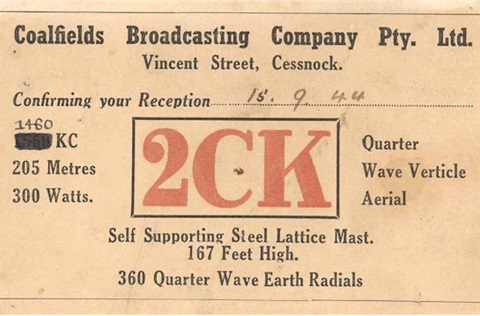 Coalfields Broadcasting Company Pty. Ltd.
Vincent Street, Cessnock.
Confirming your Reception 15. 9. 44
1460
KC
205 Metres
300 Watts.
2CK
Quarter
Wave Verticle
Aerial
Self Supporting Steel Lattice Mast.
167 Feet High.
360 Quarter Wave Earth Radials